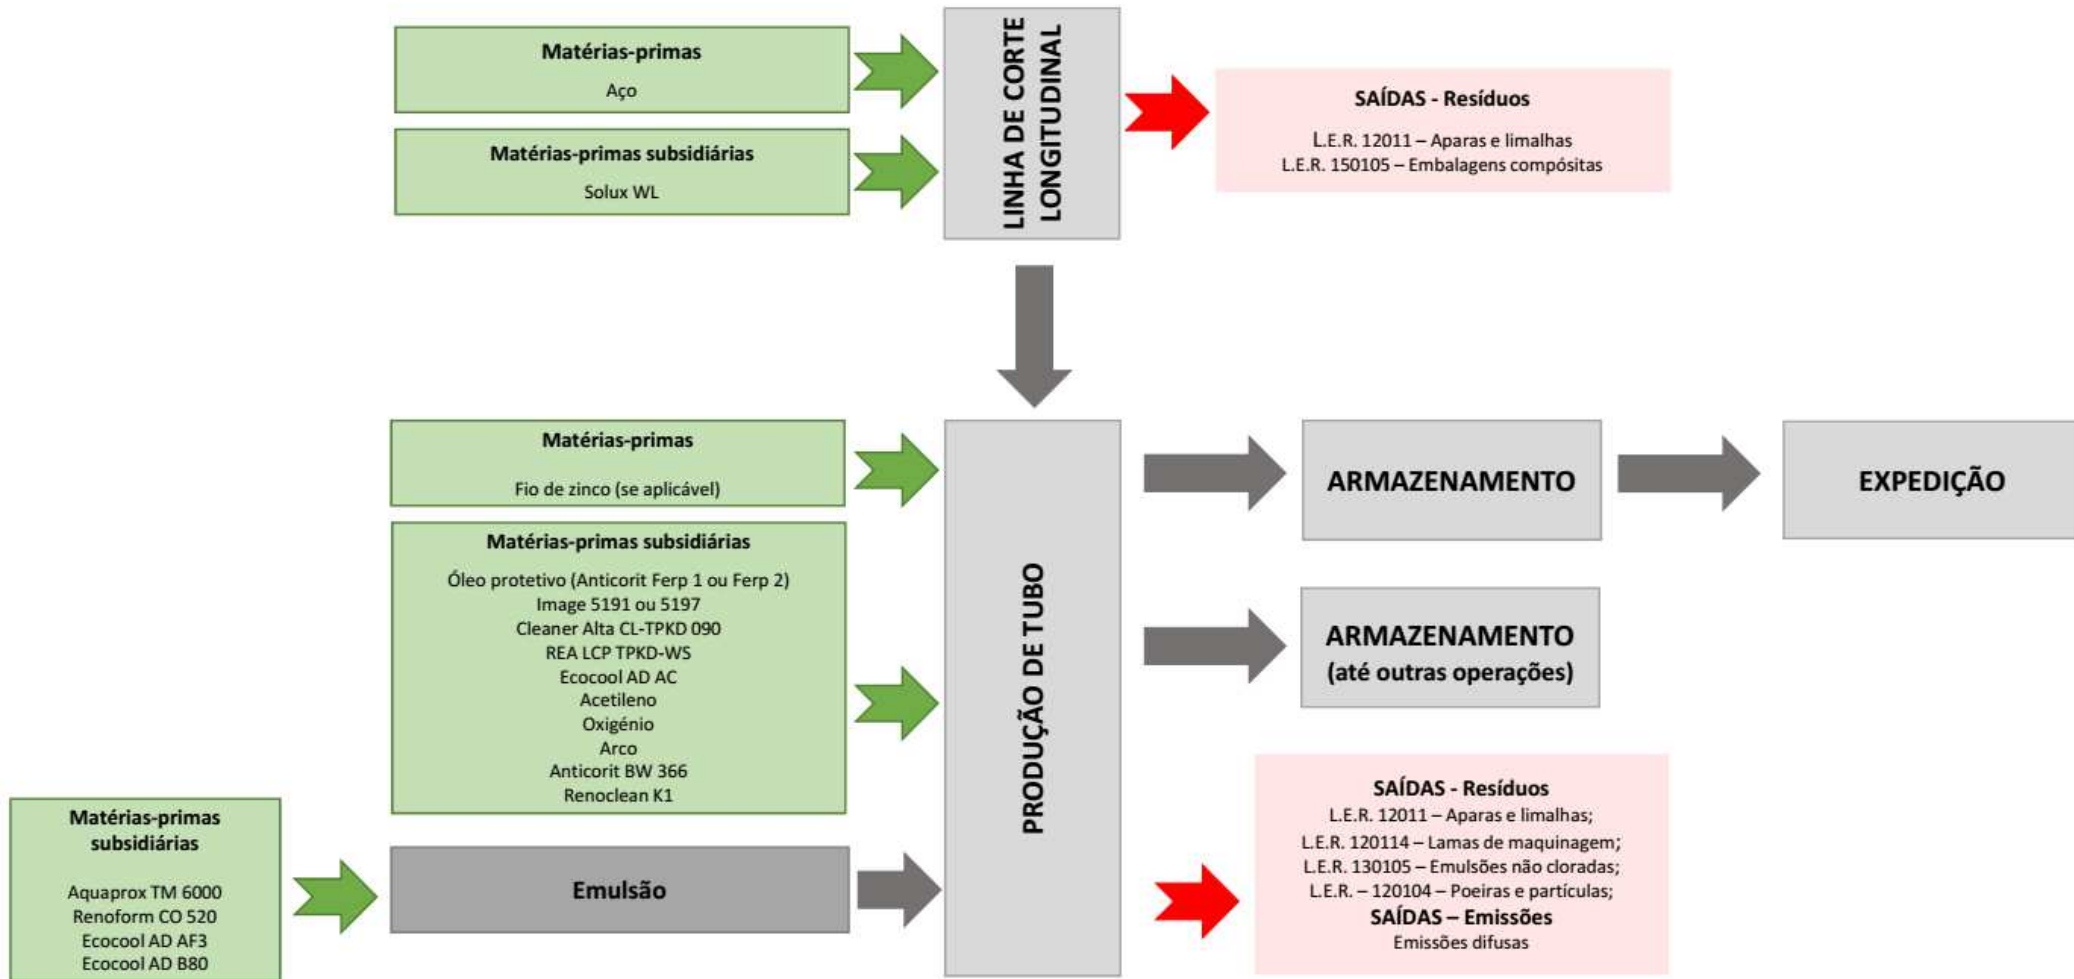 Matérias-primas
Aço
Matérias-primas subsidiárias
Solux WL
LINHA DE CORTE
LONGITUDINAL
SAÍDAS - Resíduos
L.E.R. 12011 – Aparas e limalhas
L.E.R. 150105 – Embalagens compósitas
Matérias-primas
Fio de zinco (se aplicável)
Matérias-primas subsidiárias
Óleo protetivo (Anticorit Ferp 1 ou Ferp 2)
Image 5191 ou 5197
Cleaner Alta CL-TPKD 090
REA LCP TPKD-WS
Ecocool AD AC
Acetileno
Oxigénio
Arco
Anticorit BW 366
Renoclean K1
Matérias-primas
subsidiárias
Aquaprox TM 6000
Renoform CO 520
Ecocool AD AF3
Ecocool AD B80
Emulsão
PRODUÇÃO DE TUBO
ARMAZENAMENTO
EXPEDIÇÃO
ARMAZENAMENTO
(até outras operações)
SAÍDAS - Resíduos
L.E.R. 12011 – Aparas e limalhas;
L.E.R. 120114 – Lamas de maquinagem;
L.E.R. 130105 – Emulsões não cloradas;
L.E.R. – 120104 – Poeiras e partículas;
SAÍDAS – Emissões
Emissões difusas